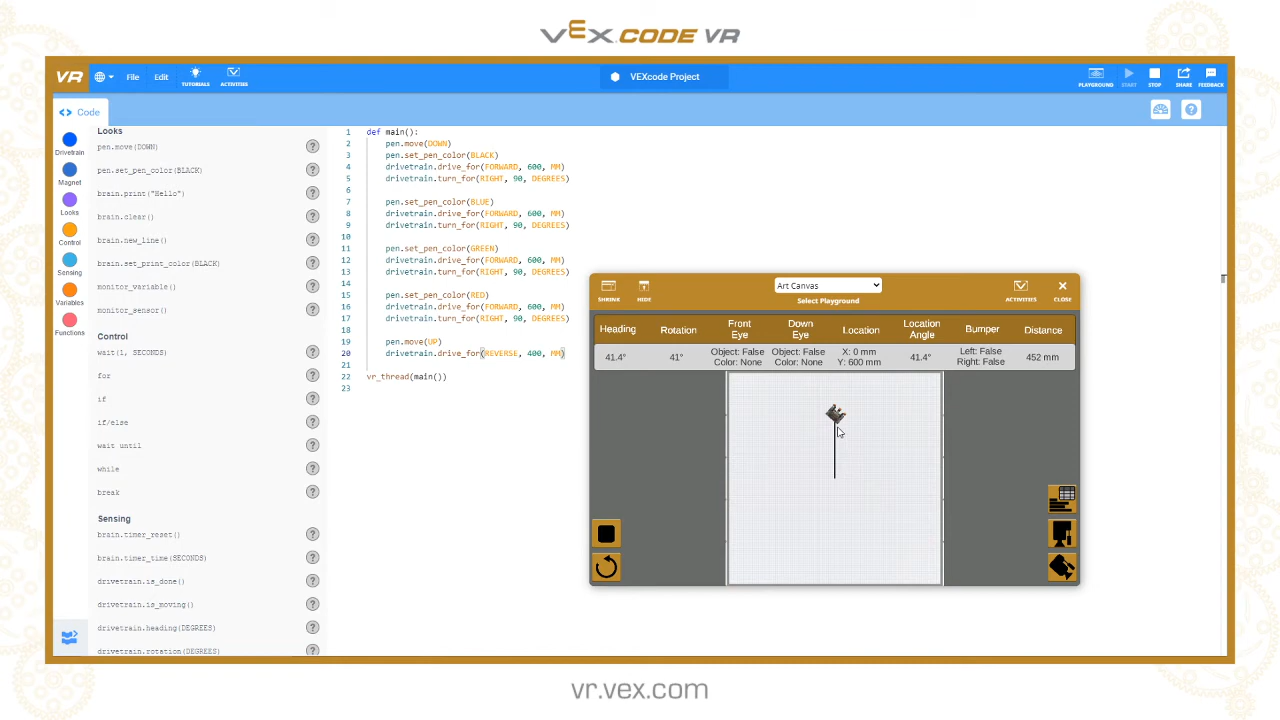 VEX CODE VR
VR
File
Edit
TUTORIALS
ACTIVITIES
VEXcode Project
PLAYGROUND
START
STOP
SHARE
FEEDBACK
<> Code
Drivetrain
Magnet
Looks
Control
Sensing
Variables
Functions
Looks
pen.move(DOWN)
pen.set_pen_color(BLACK)
brain.print("Hello")
brain.clear()
brain.new_line()
brain.set_print_color(BLACK)
monitor_variable()
monitor_sensor()
Control
wait(1, SECONDS)
for
if
if/else
wait until
while
break
Sensing
brain.timer_reset()
brain.timer_time(SECONDS)
drivetrain.is_done()
drivetrain.is_moving()
drivetrain.heading(DEGREES)
drivetrain.rotation(DEGREES)
1 def main():
2 pen.move(DOWN)
3 pen.set_pen_color(BLACK)
4 drivetrain.drive_for(FORWARD, 600, MM)
5 drivetrain.turn_for(RIGHT, 90, DEGREES)
6
7 pen.set_pen_color(BLUE)
8 drivetrain.drive_for(FORWARD, 600, MM)
9 drivetrain.turn_for(RIGHT, 90, DEGREES)
10
11 pen.set_pen_color(GREEN)
12 drivetrain.drive_for(FORWARD, 600, MM)
13 drivetrain.turn_for(RIGHT, 90, DEGREES)
14
15 pen.set_pen_color(RED)
16 drivetrain.drive_for(FORWARD, 600, MM)
17 drivetrain.turn_for(RIGHT, 90, DEGREES)
18
19 pen.move(UP)
20 drivetrain.drive_for(REVERSE, 400, MM)
21
22 vr_thread(main())
23
SHRINK
HIDE
Art Canvas
Select Playground
ACTIVITIES
CLOSE
Heading Rotation Front Eye Down Eye Location Location Angle Bumper Distance
41.4° 41° Object: False Object: False X: 0 mm 41.4° Left: False 452 mm
Color: None Color: None Y: 600 mm Right: False
vr.vex.com